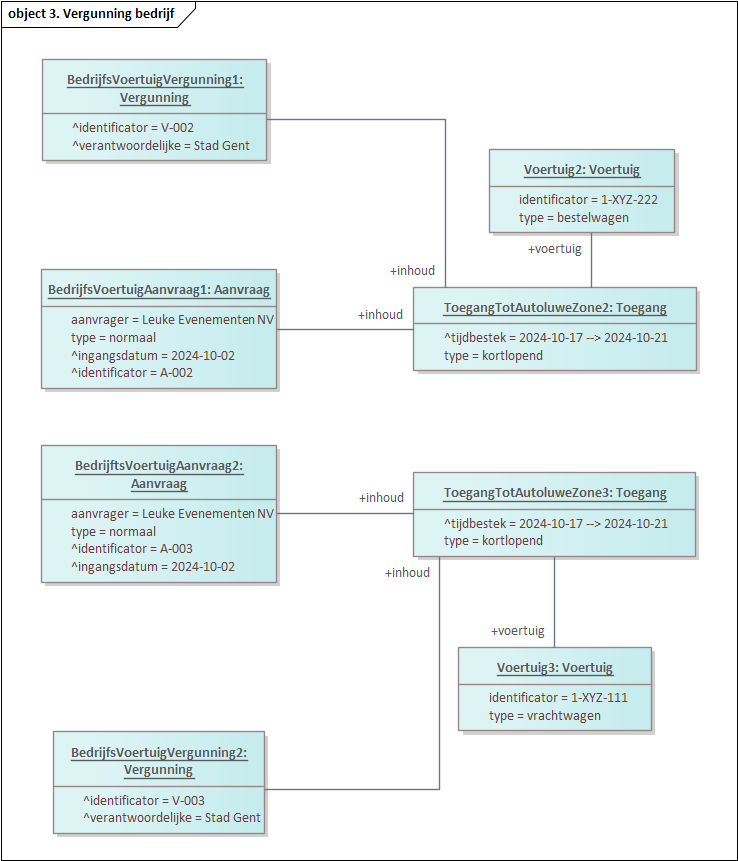 object 3. Vergunning bedrijf
BedrijfsVoertuigVergunning1:
Vergunning
^identificator = V-002
^verantwoordelijke = Stad Gent
Voertuig2: Voertuig
identificator = 1-XYZ-222
type = bestelwagen
+voertuig
+inhoud
BedrijfsVoertuigAanvraag1: Aanvraag
aanvrager = Leuke Evenementen NV
type = normaal
^ingangsdatum = 2024-10-02
^identificator = A-002
+inhoud
ToegangTotAutoluweZone2: Toegang
^tijdbestek = 2024-10-17 --> 2024-10-21
type = kortlopend
BedrijftsVoertuigAanvraag2:
Aanvraag
aanvrager = Leuke Evenementen NV
type = normaal
^identificator = A-003
^ingangsdatum = 2024-10-02
+inhoud
ToegangTotAutoluweZone3: Toegang
^tijdbestek = 2024-10-17 --> 2024-10-21
type = kortlopend
+inhoud
+voertuig
Voertuig3: Voertuig
identificator = 1-XYZ-111
type = vrachtwagen
BedrijfsVoertuigVergunning2:
Vergunning
^identificator = V-003
^verantwoordelijke = Stad Gent